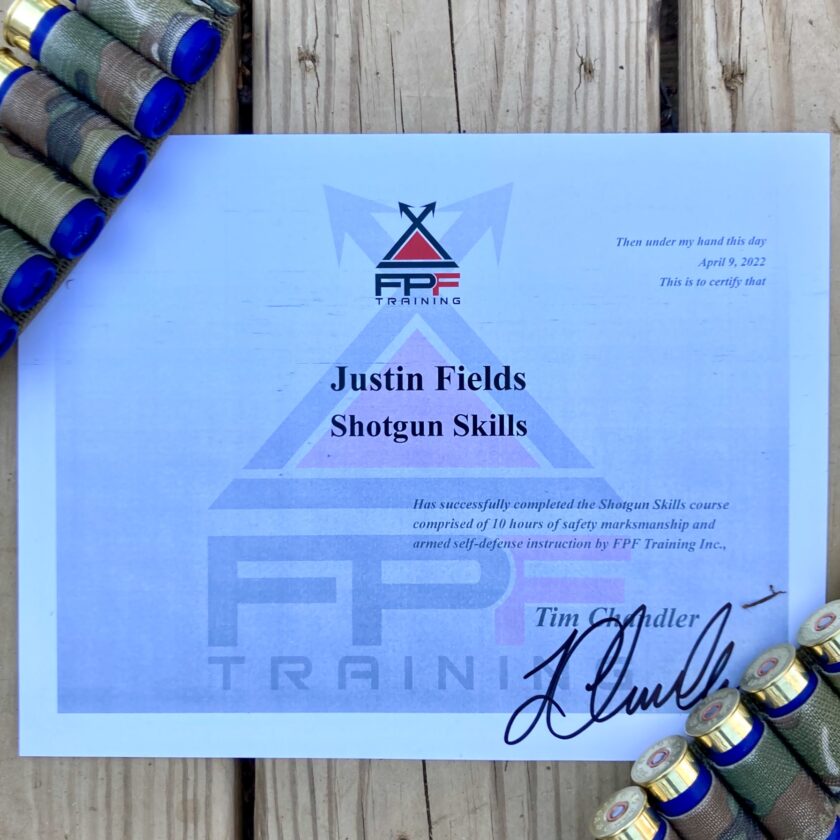 FPF
TRAINING
Then under my hand this day
April 9, 2022
This is to certify that
Justin Fields
Shotgun Skills
Has successfully completed the Shotgun Skills course
comprised of 10 hours of safety marksmanship and
armed self-defense instruction by FPF Training Inc.,
FPF
TRAINING
Tim Chandler